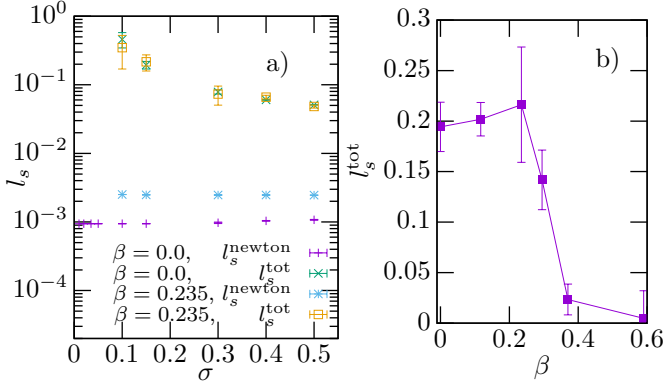 a)
10^0
10^{-1}
10^{-2}
10^{-3}
10^{-4}
l_s
β = 0.0, l_s^{newton}
β = 0.0, l_s^{tot}
β = 0.235, l_s^{newton}
β = 0.235, l_s^{tot}
0 0.1 0.2 0.3 0.4 0.5
σ
b)
0.3
0.25
0.2
0.15
0.1
0.05
0
l_s^{tot}
0 0.2 0.4 0.6
β